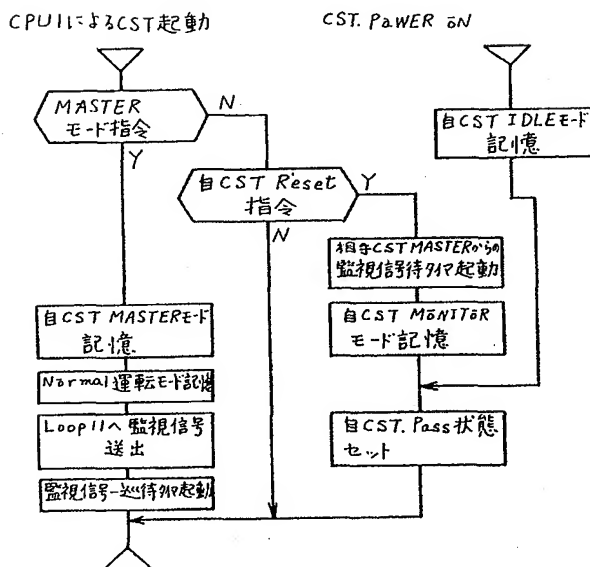 CPU1によるCST起動
CST. PaWER ōN
MASTER
モード指令
N
Y
自CST IDLEモード
記憶
自CST Reset
指令
Y
N
相手CST MASTERからの
監視信号待タイマ起動
自CST MASTERモード
記憶
自CST MōNITōR
モード記憶
Nōrmal運転モード記憶
Loop11へ監視信号
送出
自CST. Pass状態
セット
監視信号一巡待タイマ起動